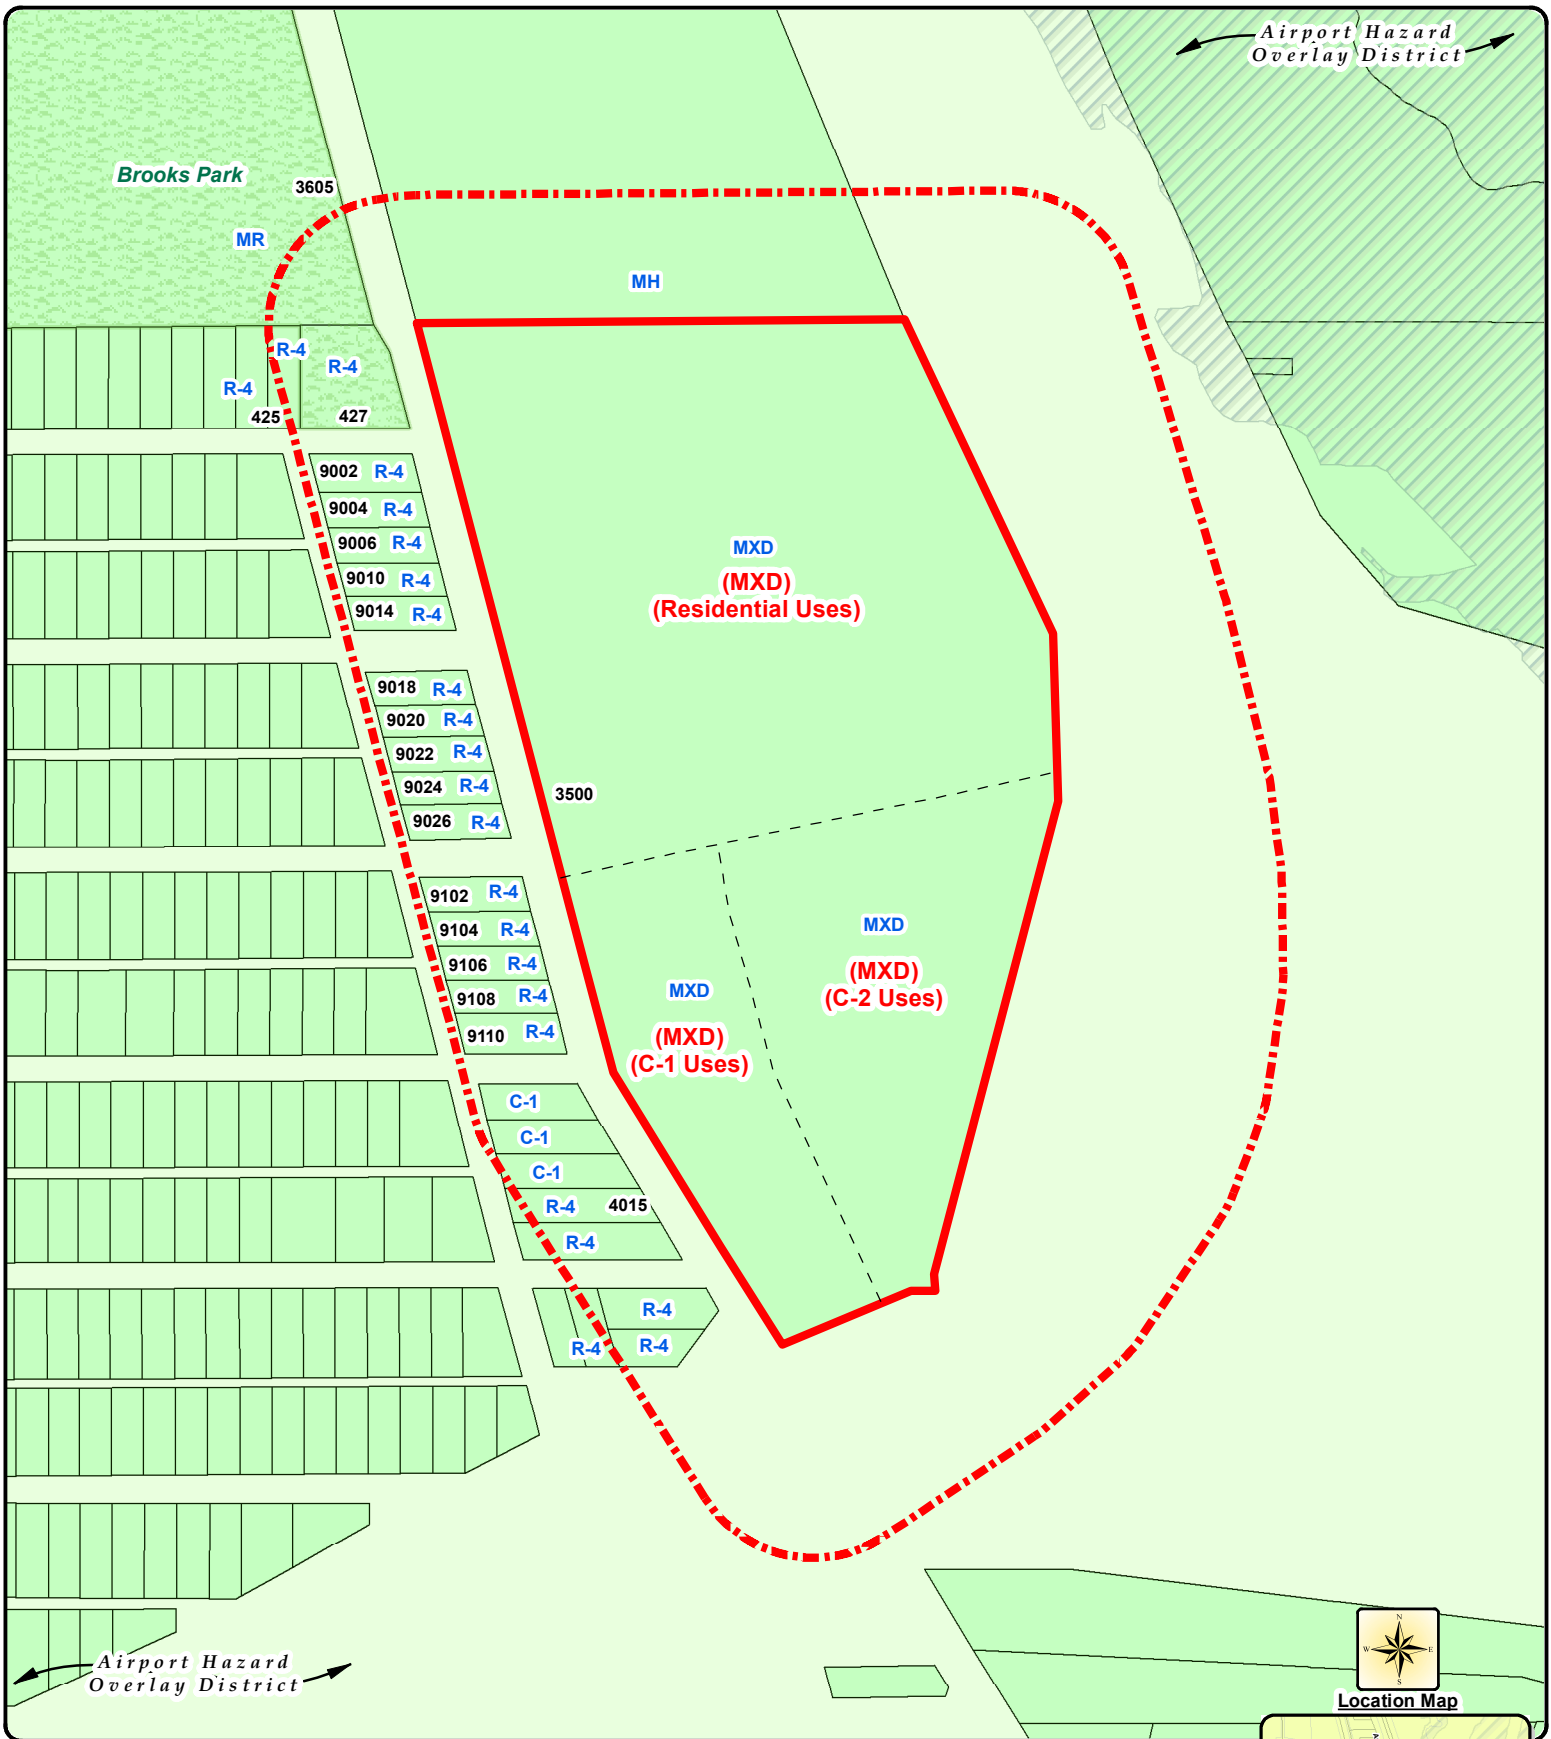 Airport Hazard
Overlay District
Brooks Park
3605
MR
MH
R-4
R-4
R-4
425
427
9002 R-4
9004 R-4
9006 R-4
9010 R-4
9014 R-4
MXD
(MXD)
(Residential Uses)
9018 R-4
9020 R-4
9022 R-4
9024 R-4
9026 R-4
3500
9102 R-4
9104 R-4
9106 R-4
9108 R-4
9110 R-4
MXD
(MXD)
(C-2 Uses)
MXD
(MXD)
(C-1 Uses)
C-1
C-1
C-1
R-4 4015
R-4
R-4
R-4
R-4
N
W E
S
Location Map
Airport Hazard
Overlay District